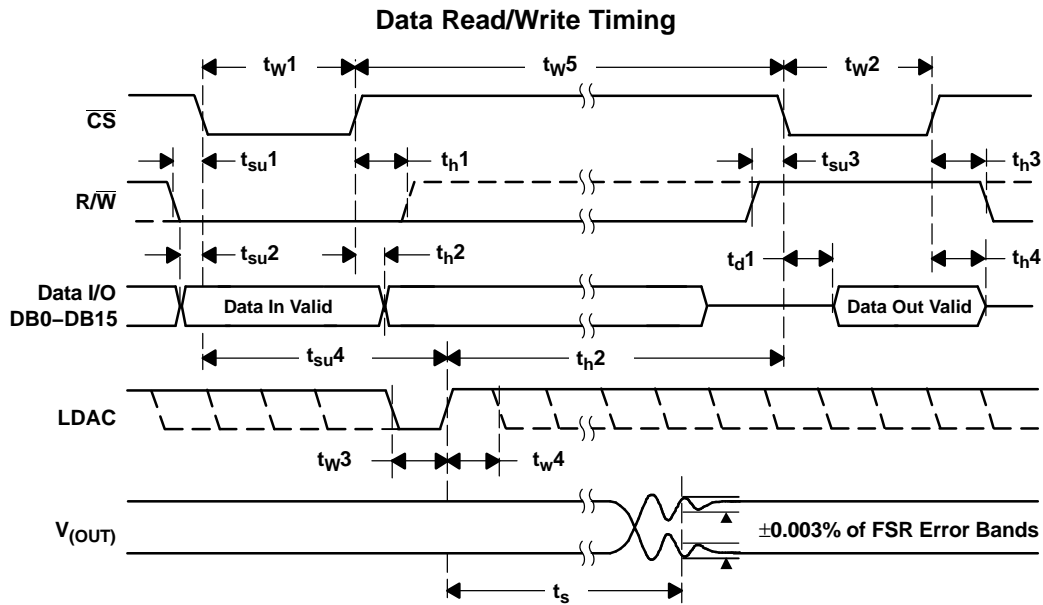 Data Read/Write Timing
tW1 tW5 tW2
CS
tsu1 th1 tsu3 th3
R/W
tsu2 th2 td1 th4
Data I/O
DB0–DB15
Data In Valid
Data Out Valid
tsu4 th2
LDAC
tW3 tw4
V(OUT)
±0.003% of FSR Error Bands
ts